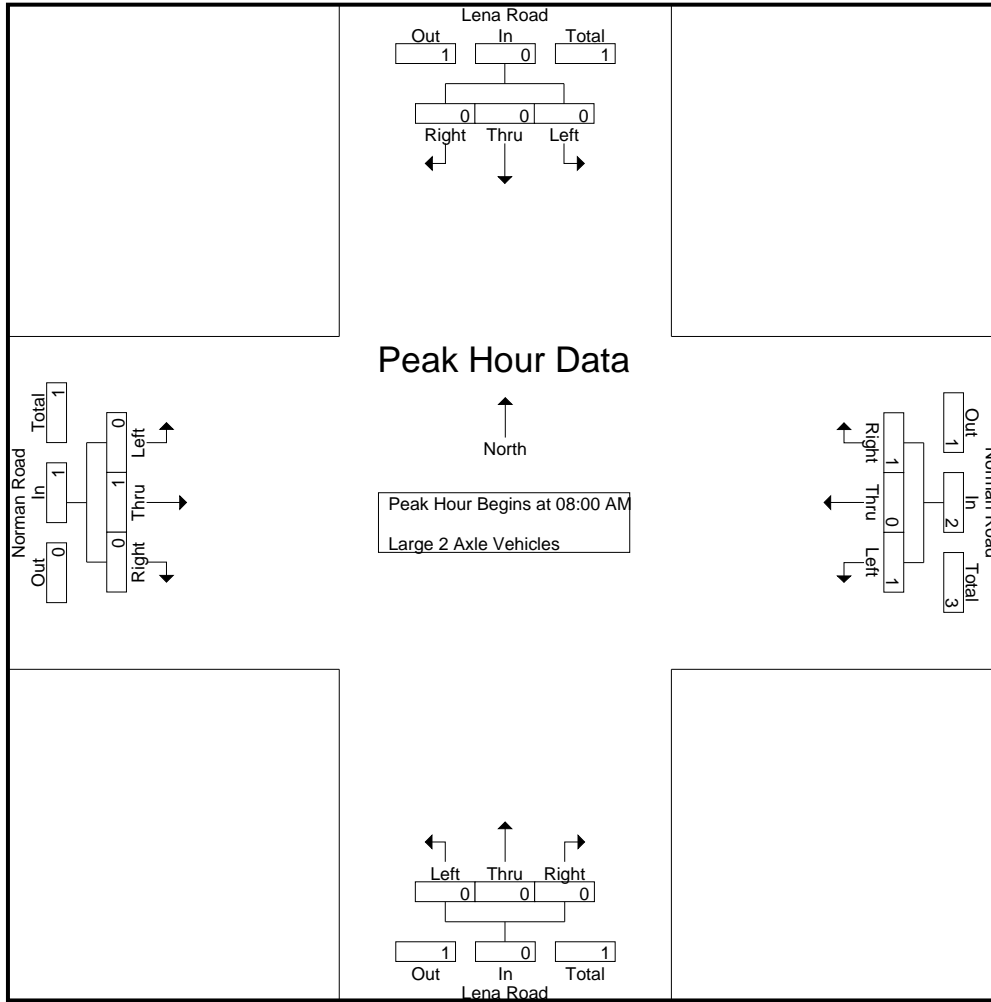 Lena Road
Out In Total
1 0 1
0 0 0
Right Thru Left
Peak Hour Data
North
Peak Hour Begins at 08:00 AM
Large 2 Axle Vehicles
Norman Road
Out In Total
0 1 1
0 1 0
Right Thru Left
Norman Road
Out In Total
1 2 3
1 0 1
Right Thru Left
Left Thru Right
0 0 0
1 0 1
Out In Total
Lena Road